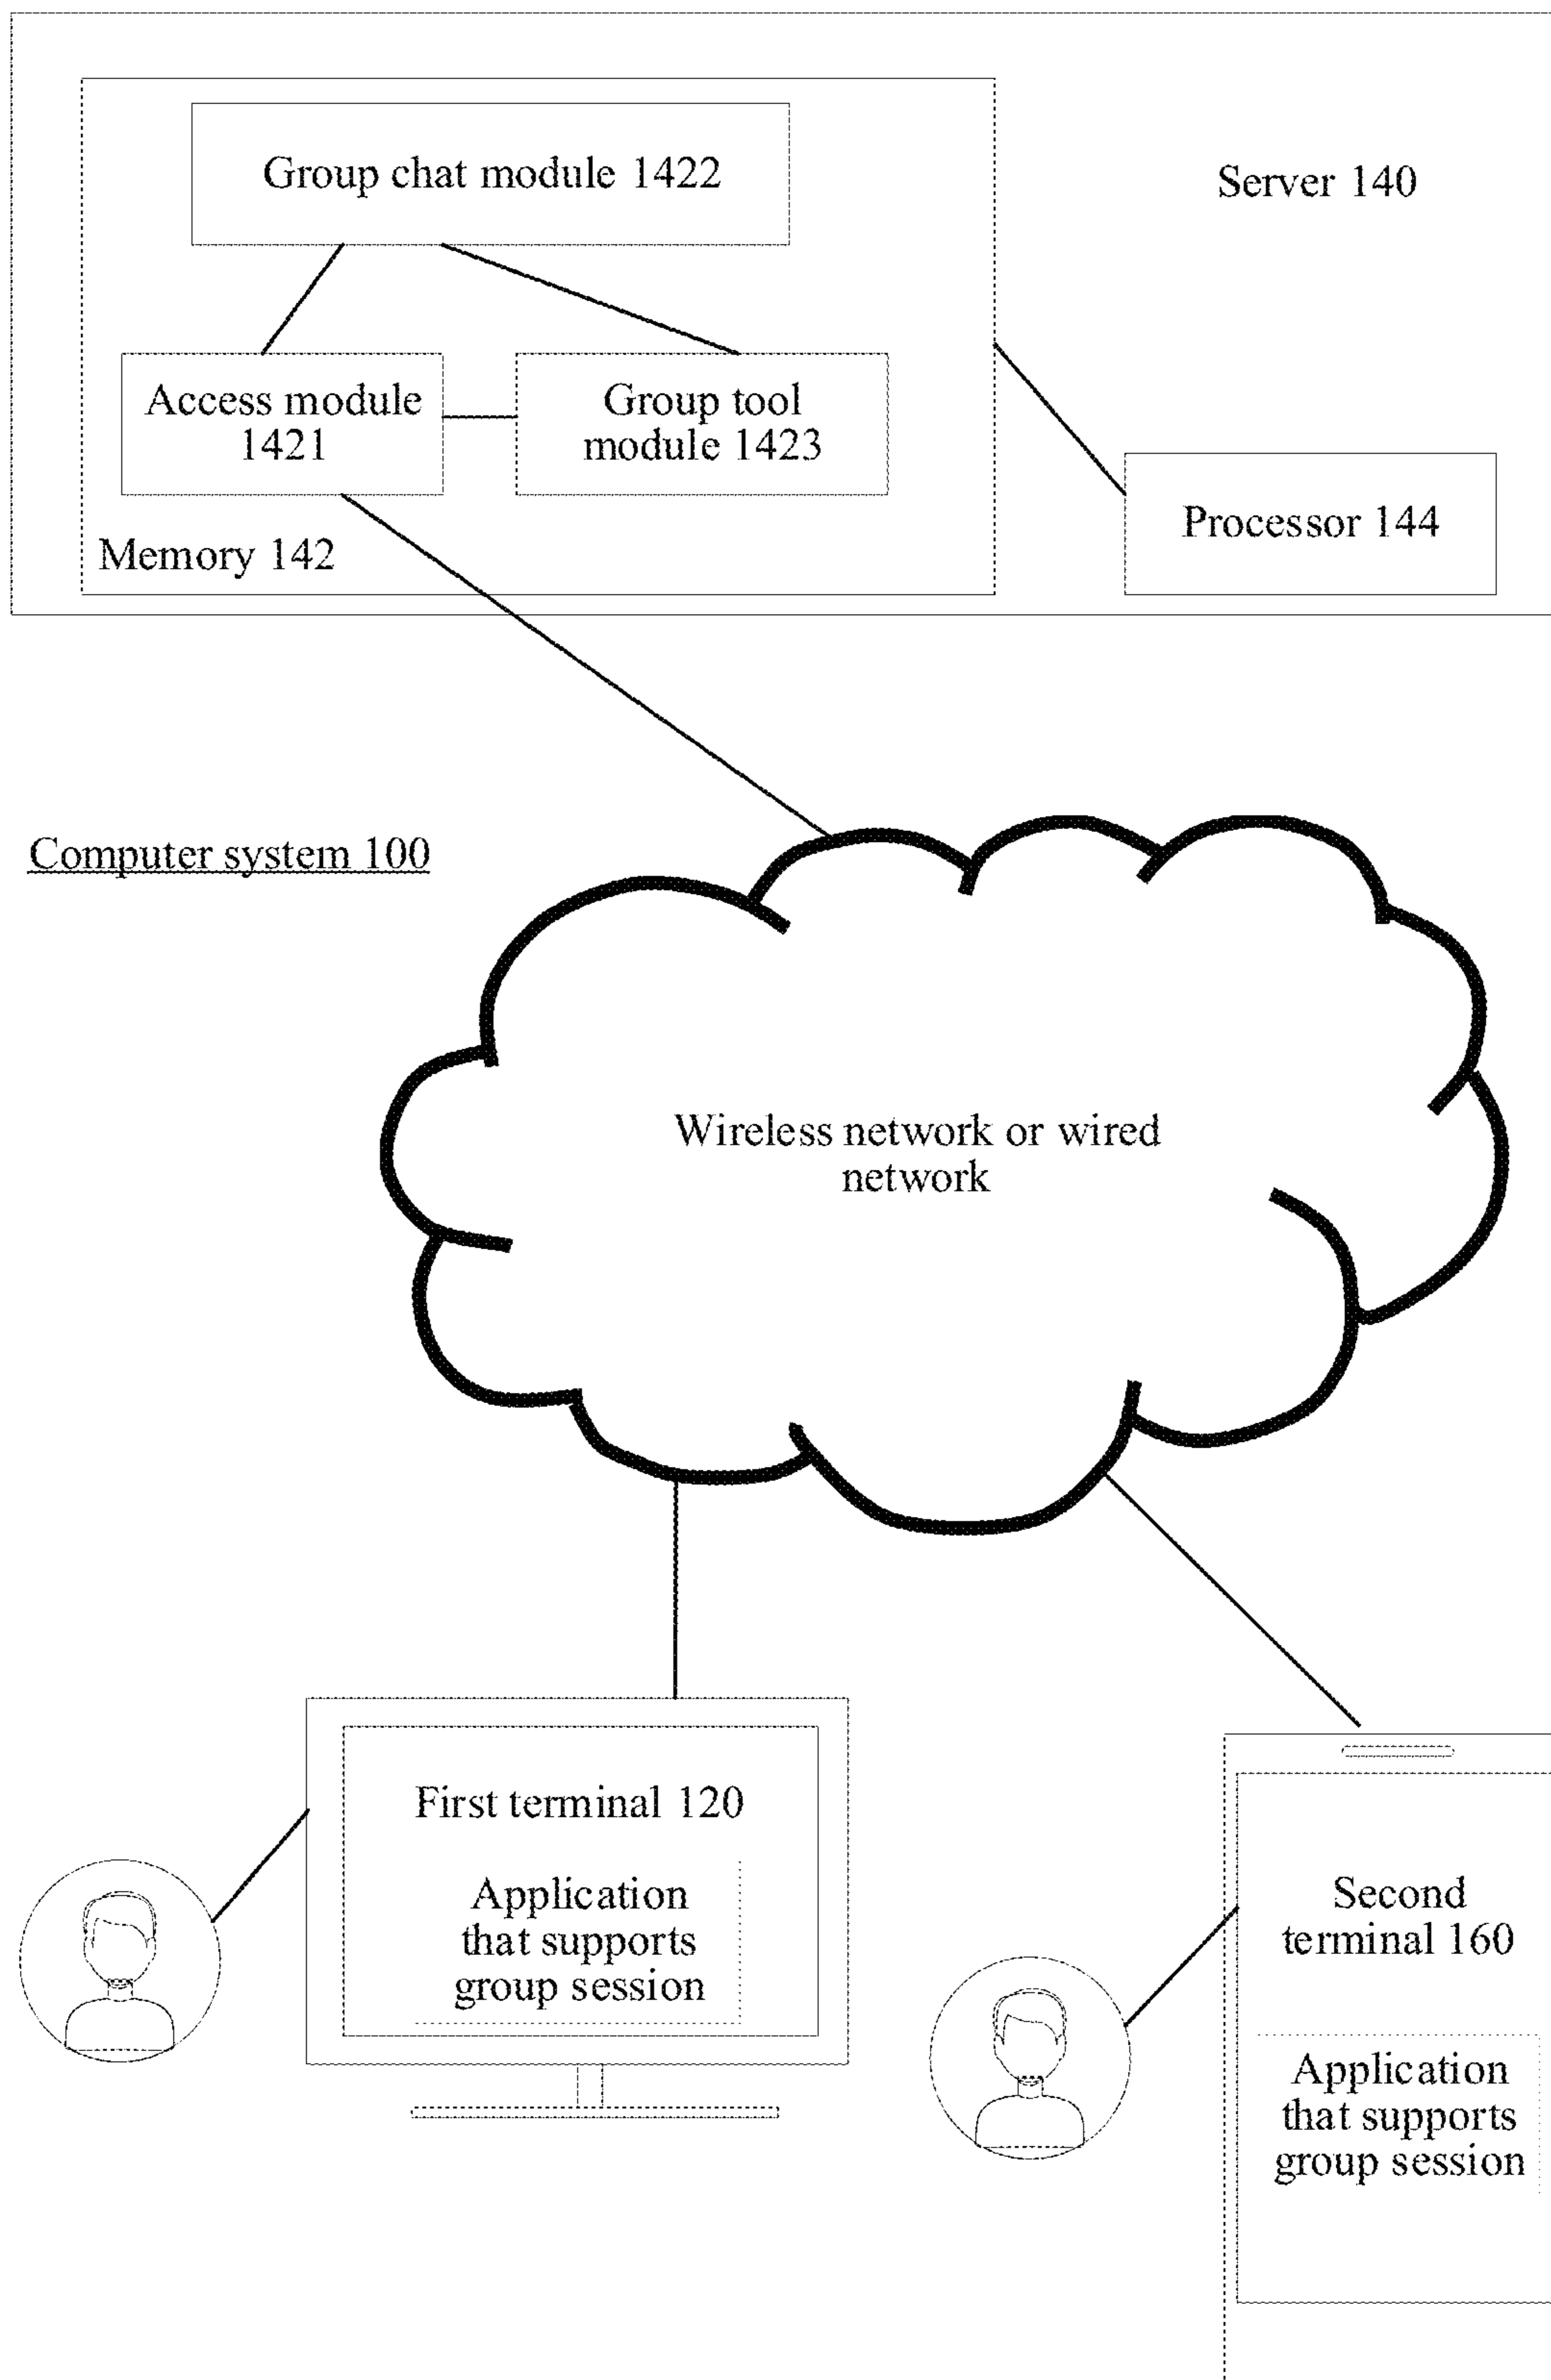 Group chat module 1422
Server 140
Access module
1421
Group tool
module 1423
Processor 144
Memory 142
Computer system 100
Wireless network or wired
network
First terminal 120
Application
that supports
group session
Second
terminal 160
Application
that supports
group session